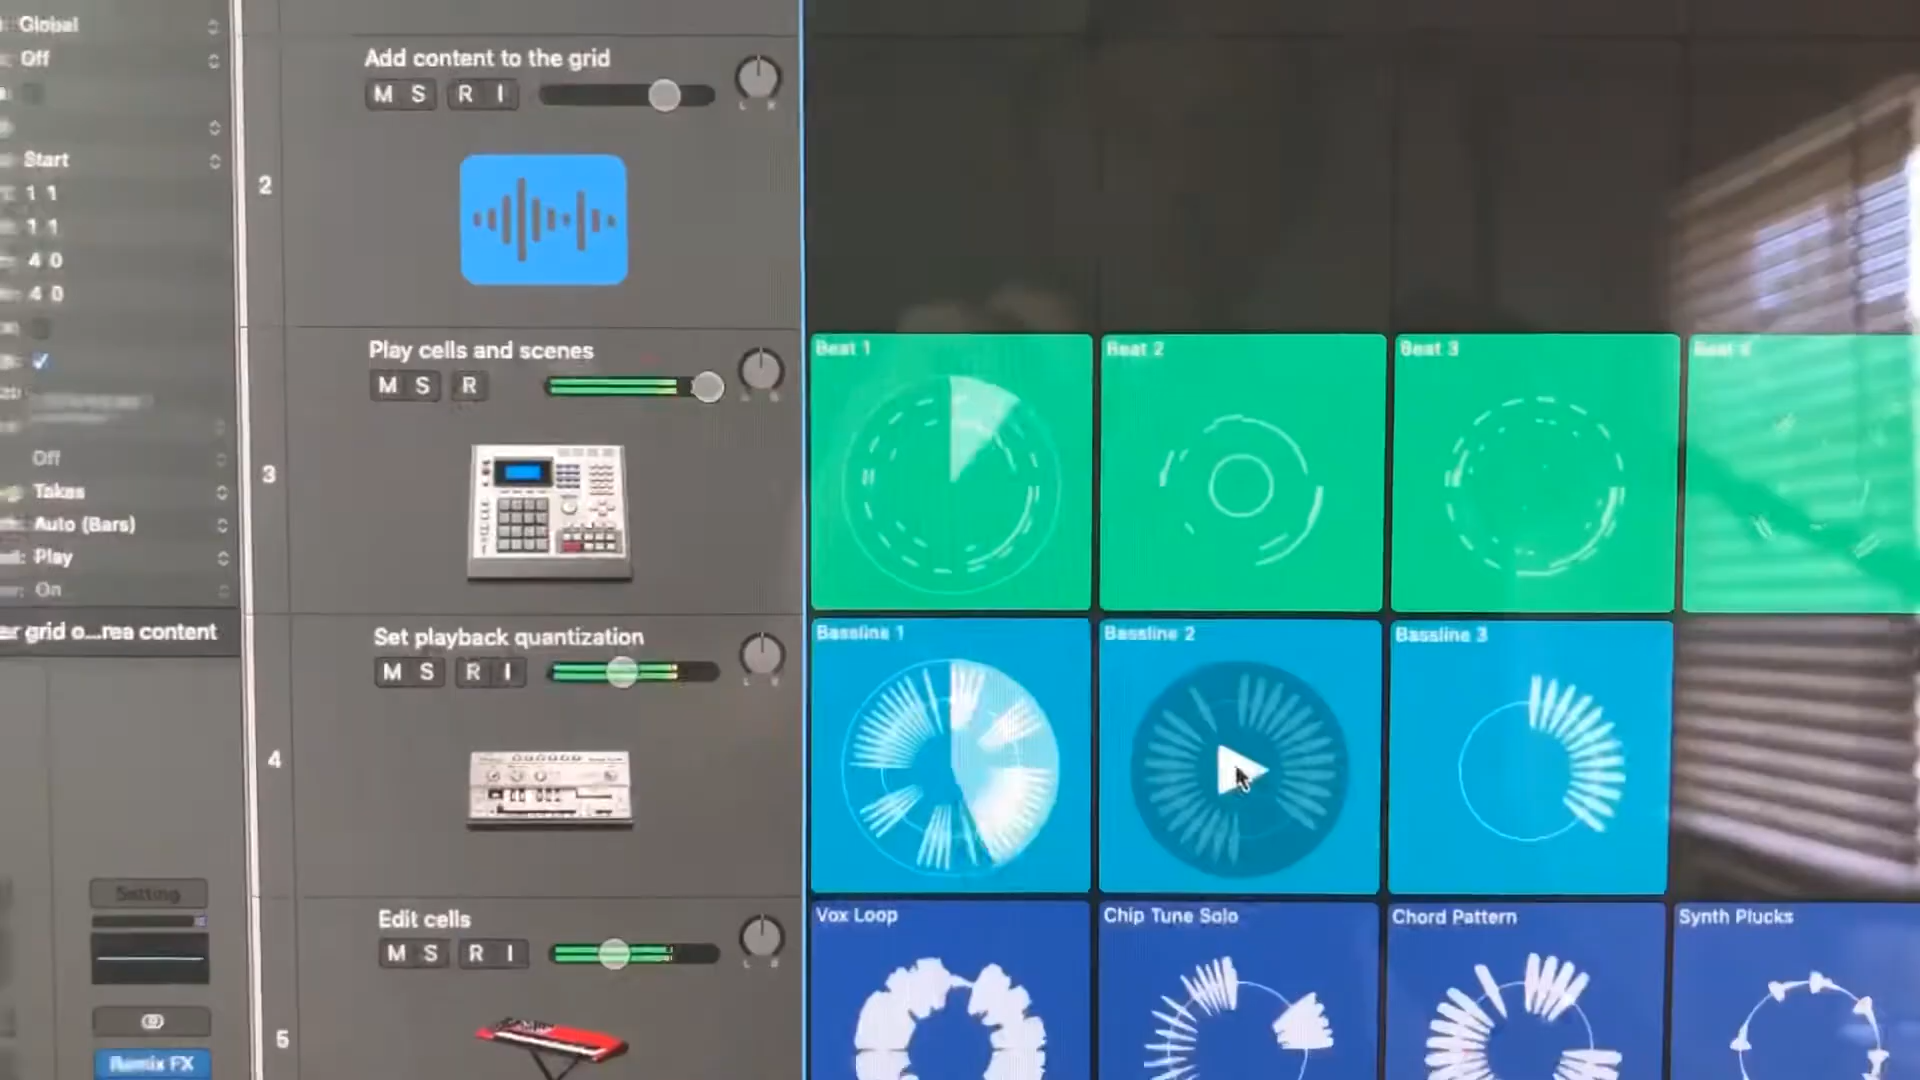 Global
Off
Start
1 1
1 1
4 0
4 0
Off
Takes
Auto (Bars)
Play
On
grid o...rea content
Setting
Remix FX
Add content to the grid
M S R I
L R
2
Play cells and scenes
M S R
3
Set playback quantization
M S R I
L R
4
Edit cells
M S R I
L R
5
Beat 1
Beat 2
Beat 3
Bassline 1
Bassline 2
Bassline 3
Vox Loop
Chip Tune Solo
Chord Pattern
Synth Plucks